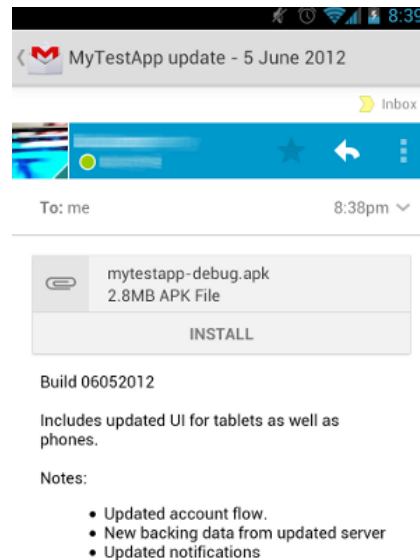 8:39
MyTestApp update - 5 June 2012
Inbox
To: me 8:38pm
mytestapp-debug.apk
2.8MB APK File
INSTALL
Build 06052012
Includes updated UI for tablets as well as
phones.
Notes:
• Updated account flow.
• New backing data from updated server
• Updated notifications